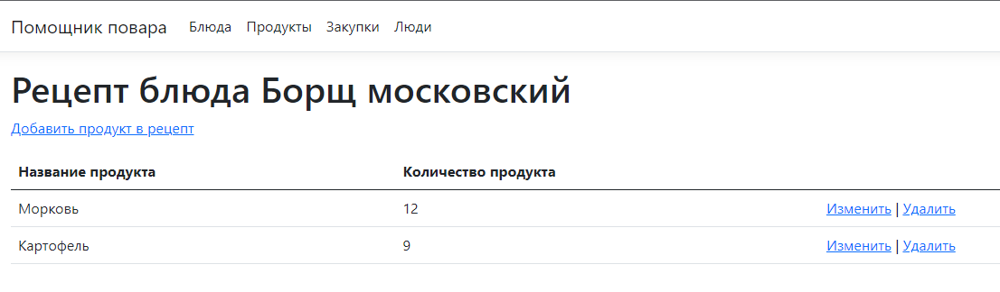 Помощник повара Блюда Продукты Закупки Люди
Рецепт блюда Борщ московский
Добавить продукт в рецепт
Название продукта Количество продукта
Морковь 12 Изменить | Удалить
Картофель 9 Изменить | Удалить